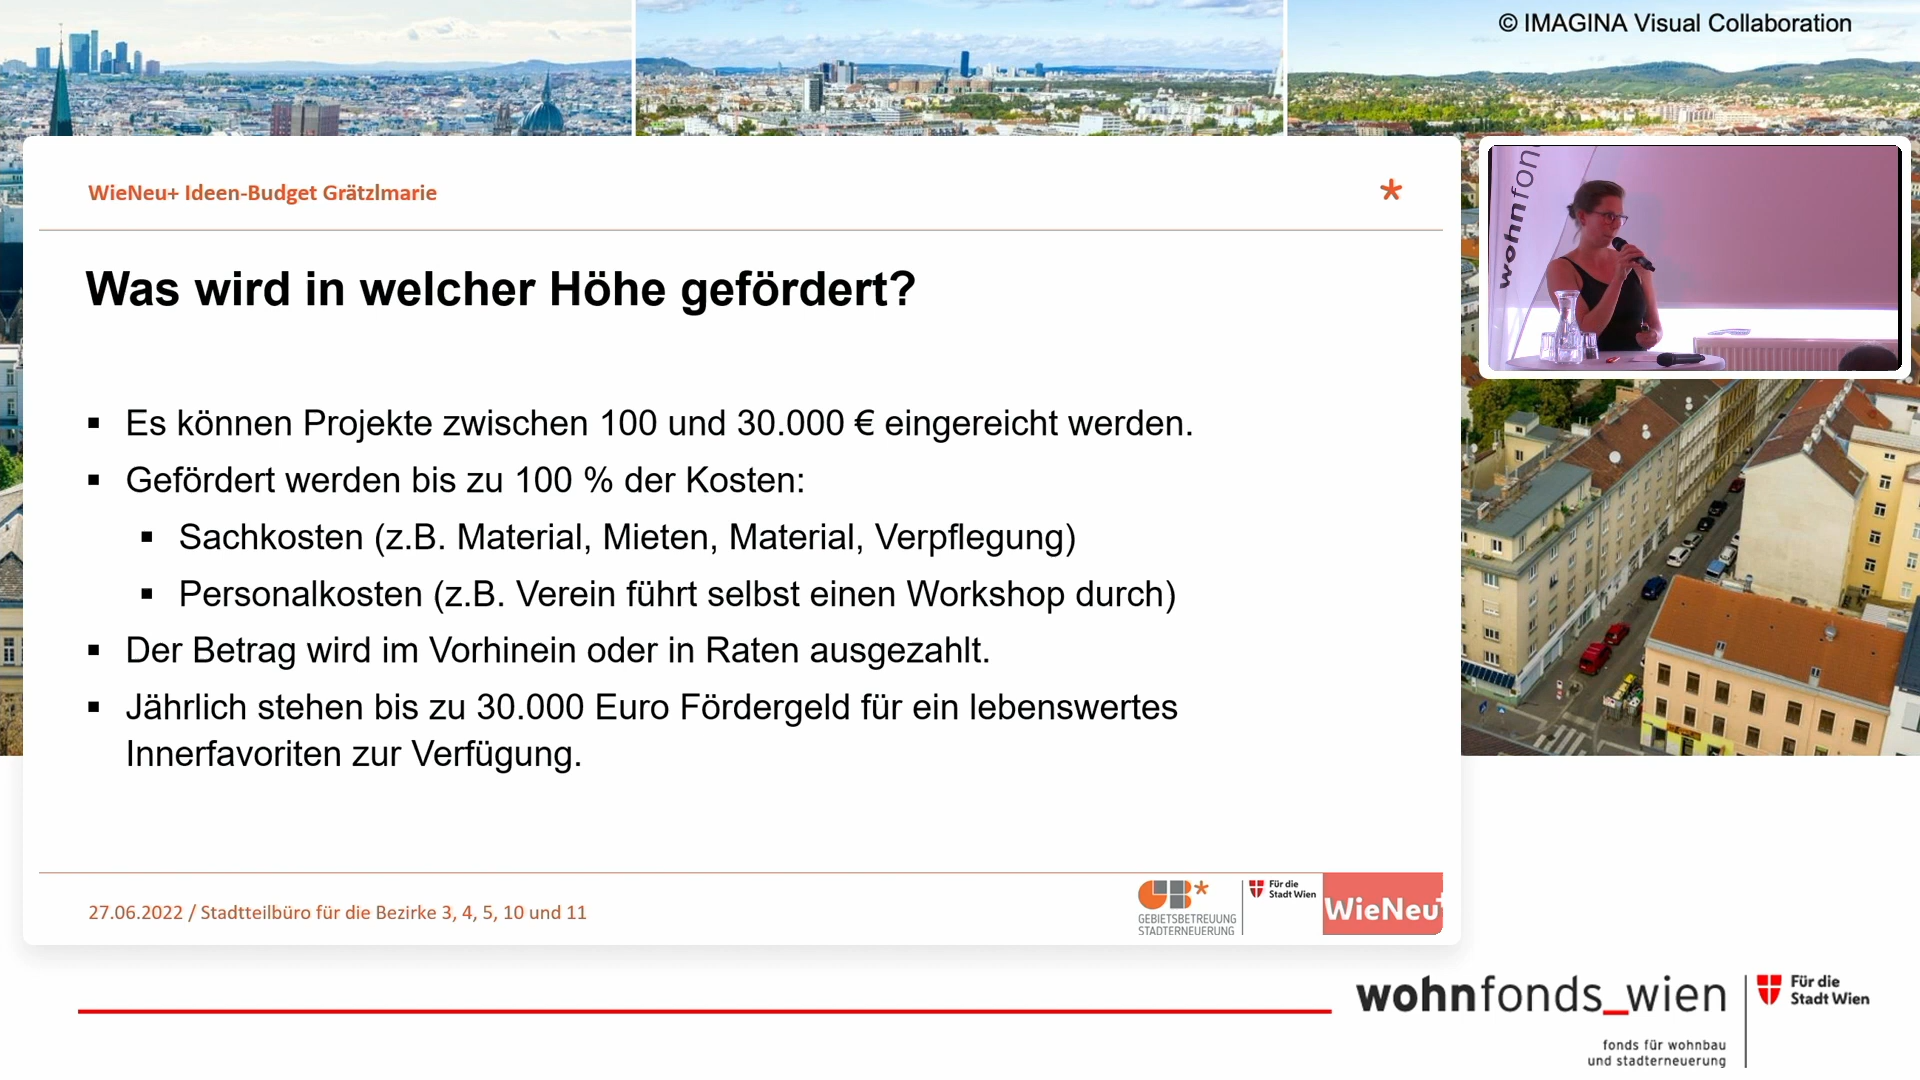 © IMAGINA Visual Collaboration
WieNeu+ Ideen-Budget Grätzlmarie
*
wohnfon
Was wird in welcher Höhe gefördert?
▪ Es können Projekte zwischen 100 und 30.000 € eingereicht werden.
▪ Gefördert werden bis zu 100 % der Kosten:
▪ Sachkosten (z.B. Material, Mieten, Material, Verpflegung)
▪ Personalkosten (z.B. Verein führt selbst einen Workshop durch)
▪ Der Betrag wird im Vorhinein oder in Raten ausgezahlt.
▪ Jährlich stehen bis zu 30.000 Euro Fördergeld für ein lebenswertes
Innerfavoriten zur Verfügung.
27.06.2022 / Stadtteilbüro für die Bezirke 3, 4, 5, 10 und 11
GB*
GEBIETSBETREUUNG
STADTERNEUERUNG
Für die
Stadt Wien
WieNeu+
wohnfonds_wien
fonds für wohnbau
und stadterneuerung
Für die
Stadt Wien